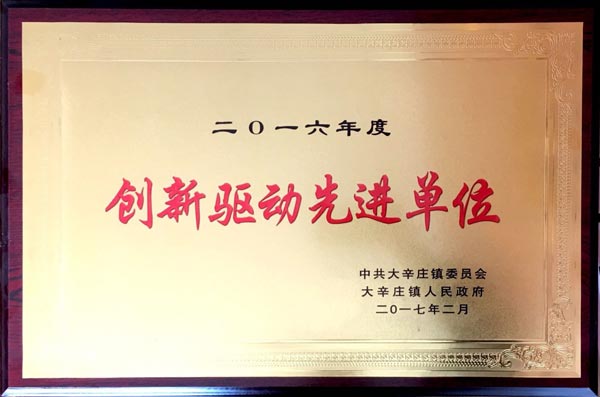 二〇一六年度
创新驱动先进单位
中共大辛庄镇委员会
大辛庄镇人民政府
二〇一七年二月